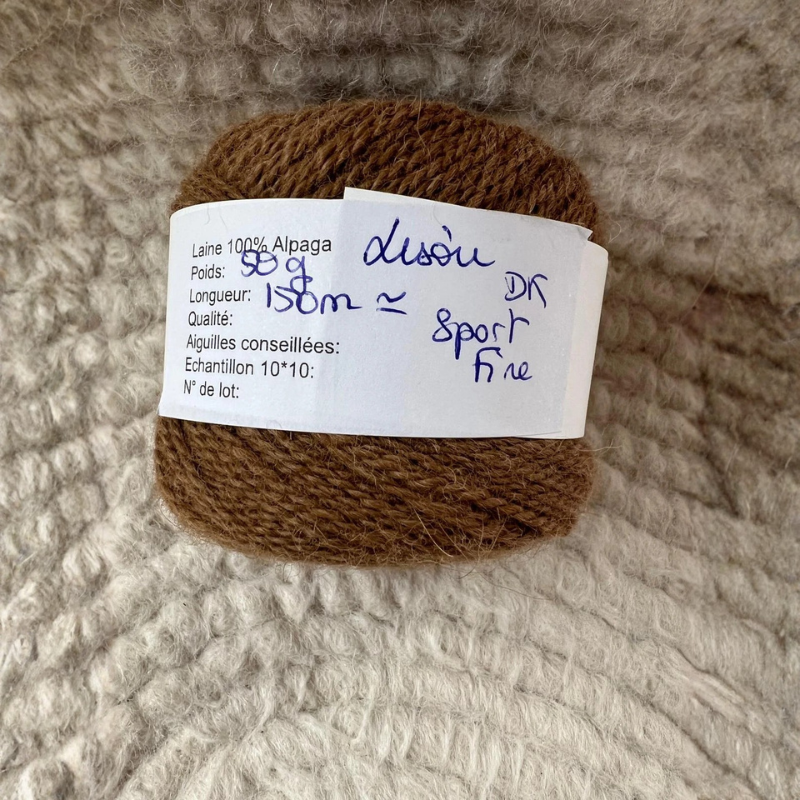 Laine 100% Alpaga
Poids: 50 g
Longueur: 150m ≃
Qualité:
Aiguilles conseillées:
Echantillon 10*10:
N° de lot:
DK
Sport
Fine